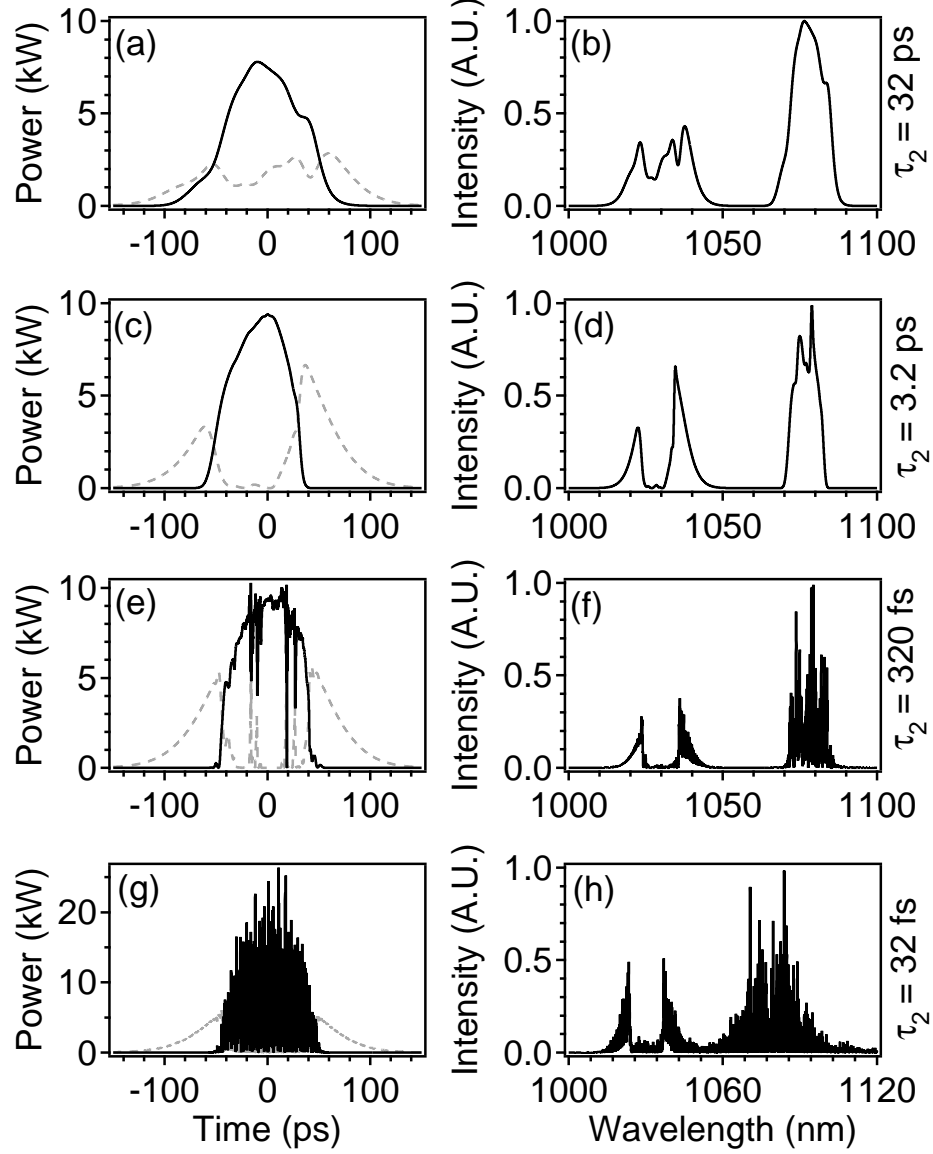 (a)
Power (kW)
10
5
0
-100 0 100
(b)
Intensity (A.U.)
1.0
0.5
0.0
1000 1050 1100
τ2 = 32 ps
(c)
Power (kW)
10
5
0
-100 0 100
(d)
Intensity (A.U.)
1.0
0.5
0.0
1000 1050 1100
τ2 = 3.2 ps
(e)
Power (kW)
10
5
0
-100 0 100
(f)
Intensity (A.U.)
1.0
0.5
0.0
1000 1050 1100
τ2 = 320 fs
(g)
Power (kW)
20
10
0
-100 0 100
Time (ps)
(h)
Intensity (A.U.)
1.0
0.5
0.0
1000 1060 1120
Wavelength (nm)
τ2 = 32 fs